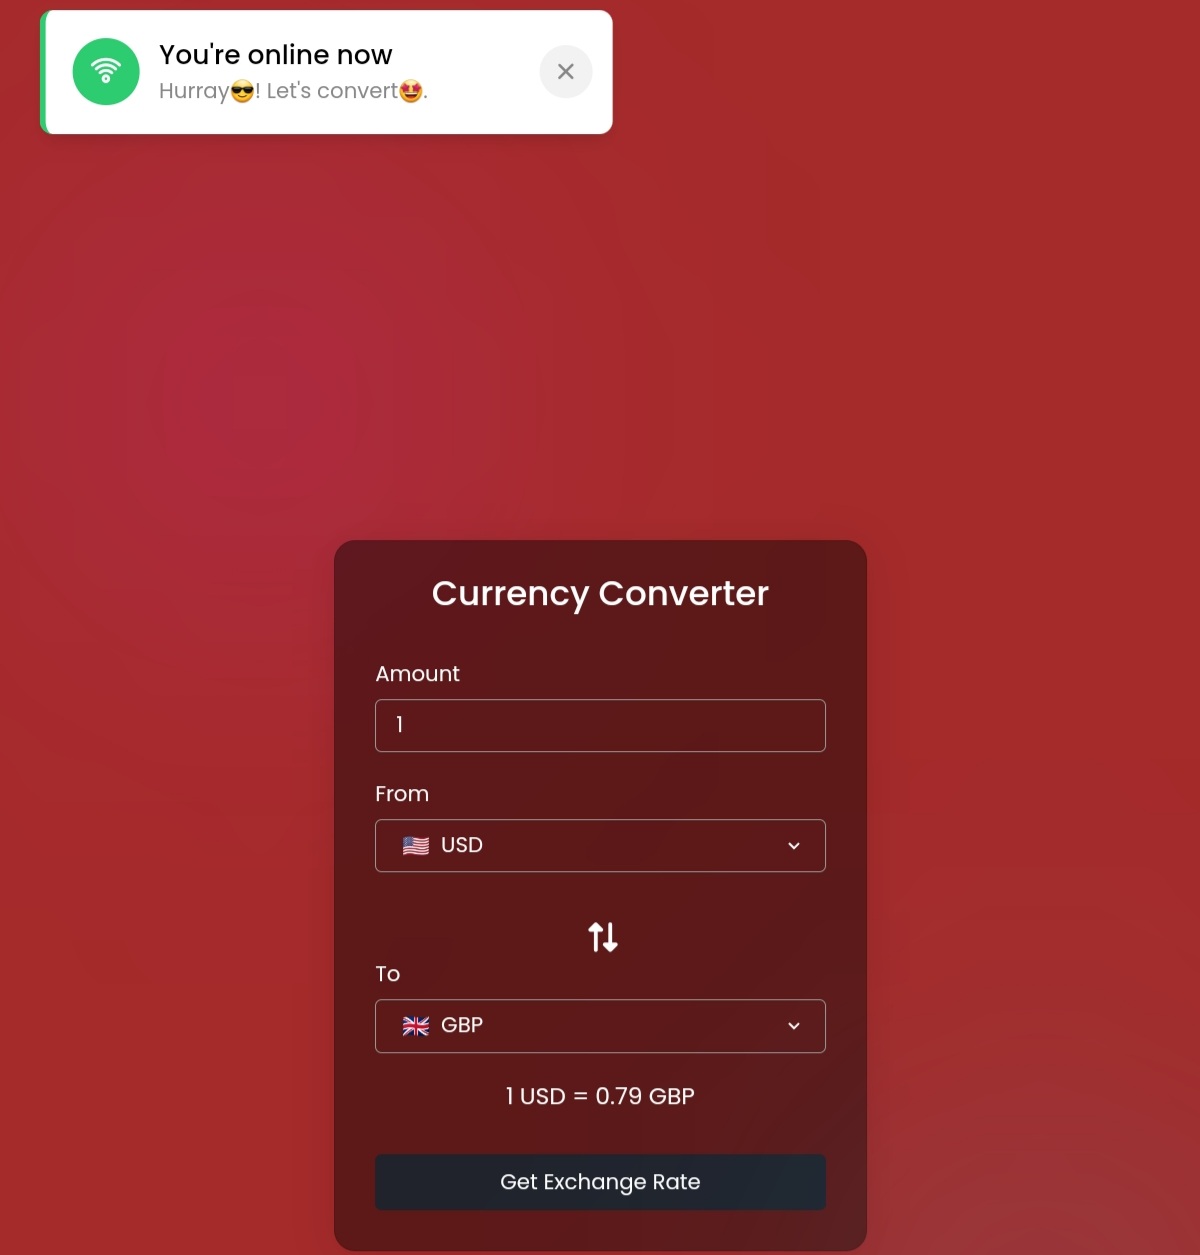 You're online now
Hurray😎! Let's convert🤩.
Currency Converter
Amount
1
From
🇺🇸 USD
To
🇬🇧 GBP
1 USD = 0.79 GBP
Get Exchange Rate